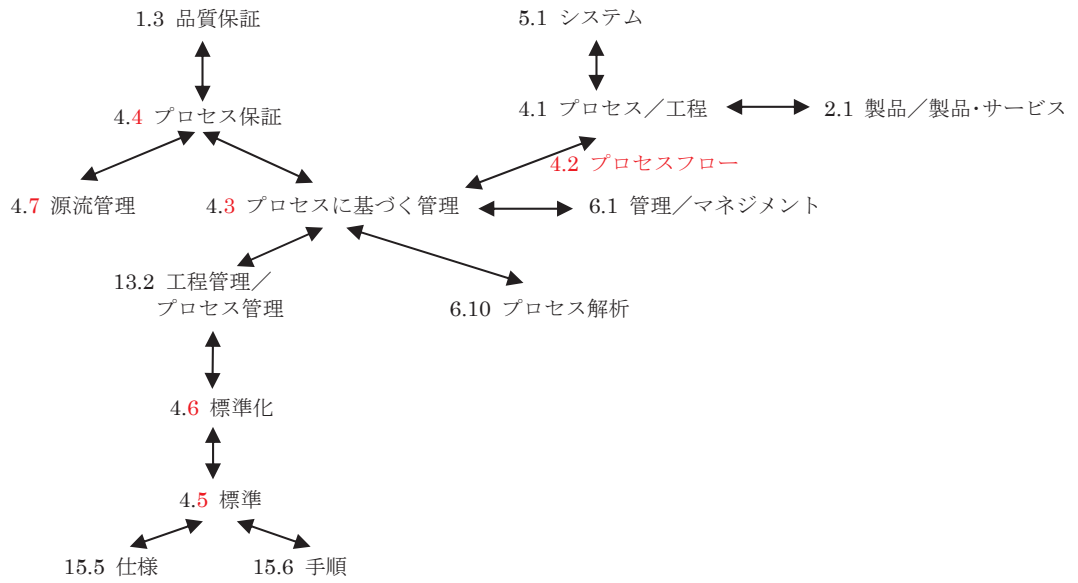 1.3 品質保証
5.1 システム
4.4 プロセス保証
4.1 プロセス／工程
2.1 製品／製品・サービス
4.2 プロセスフロー
4.7 源流管理
4.3 プロセスに基づく管理
6.1 管理／マネジメント
13.2 工程管理／
プロセス管理
6.10 プロセス解析
4.6 標準化
4.5 標準
15.5 仕様
15.6 手順